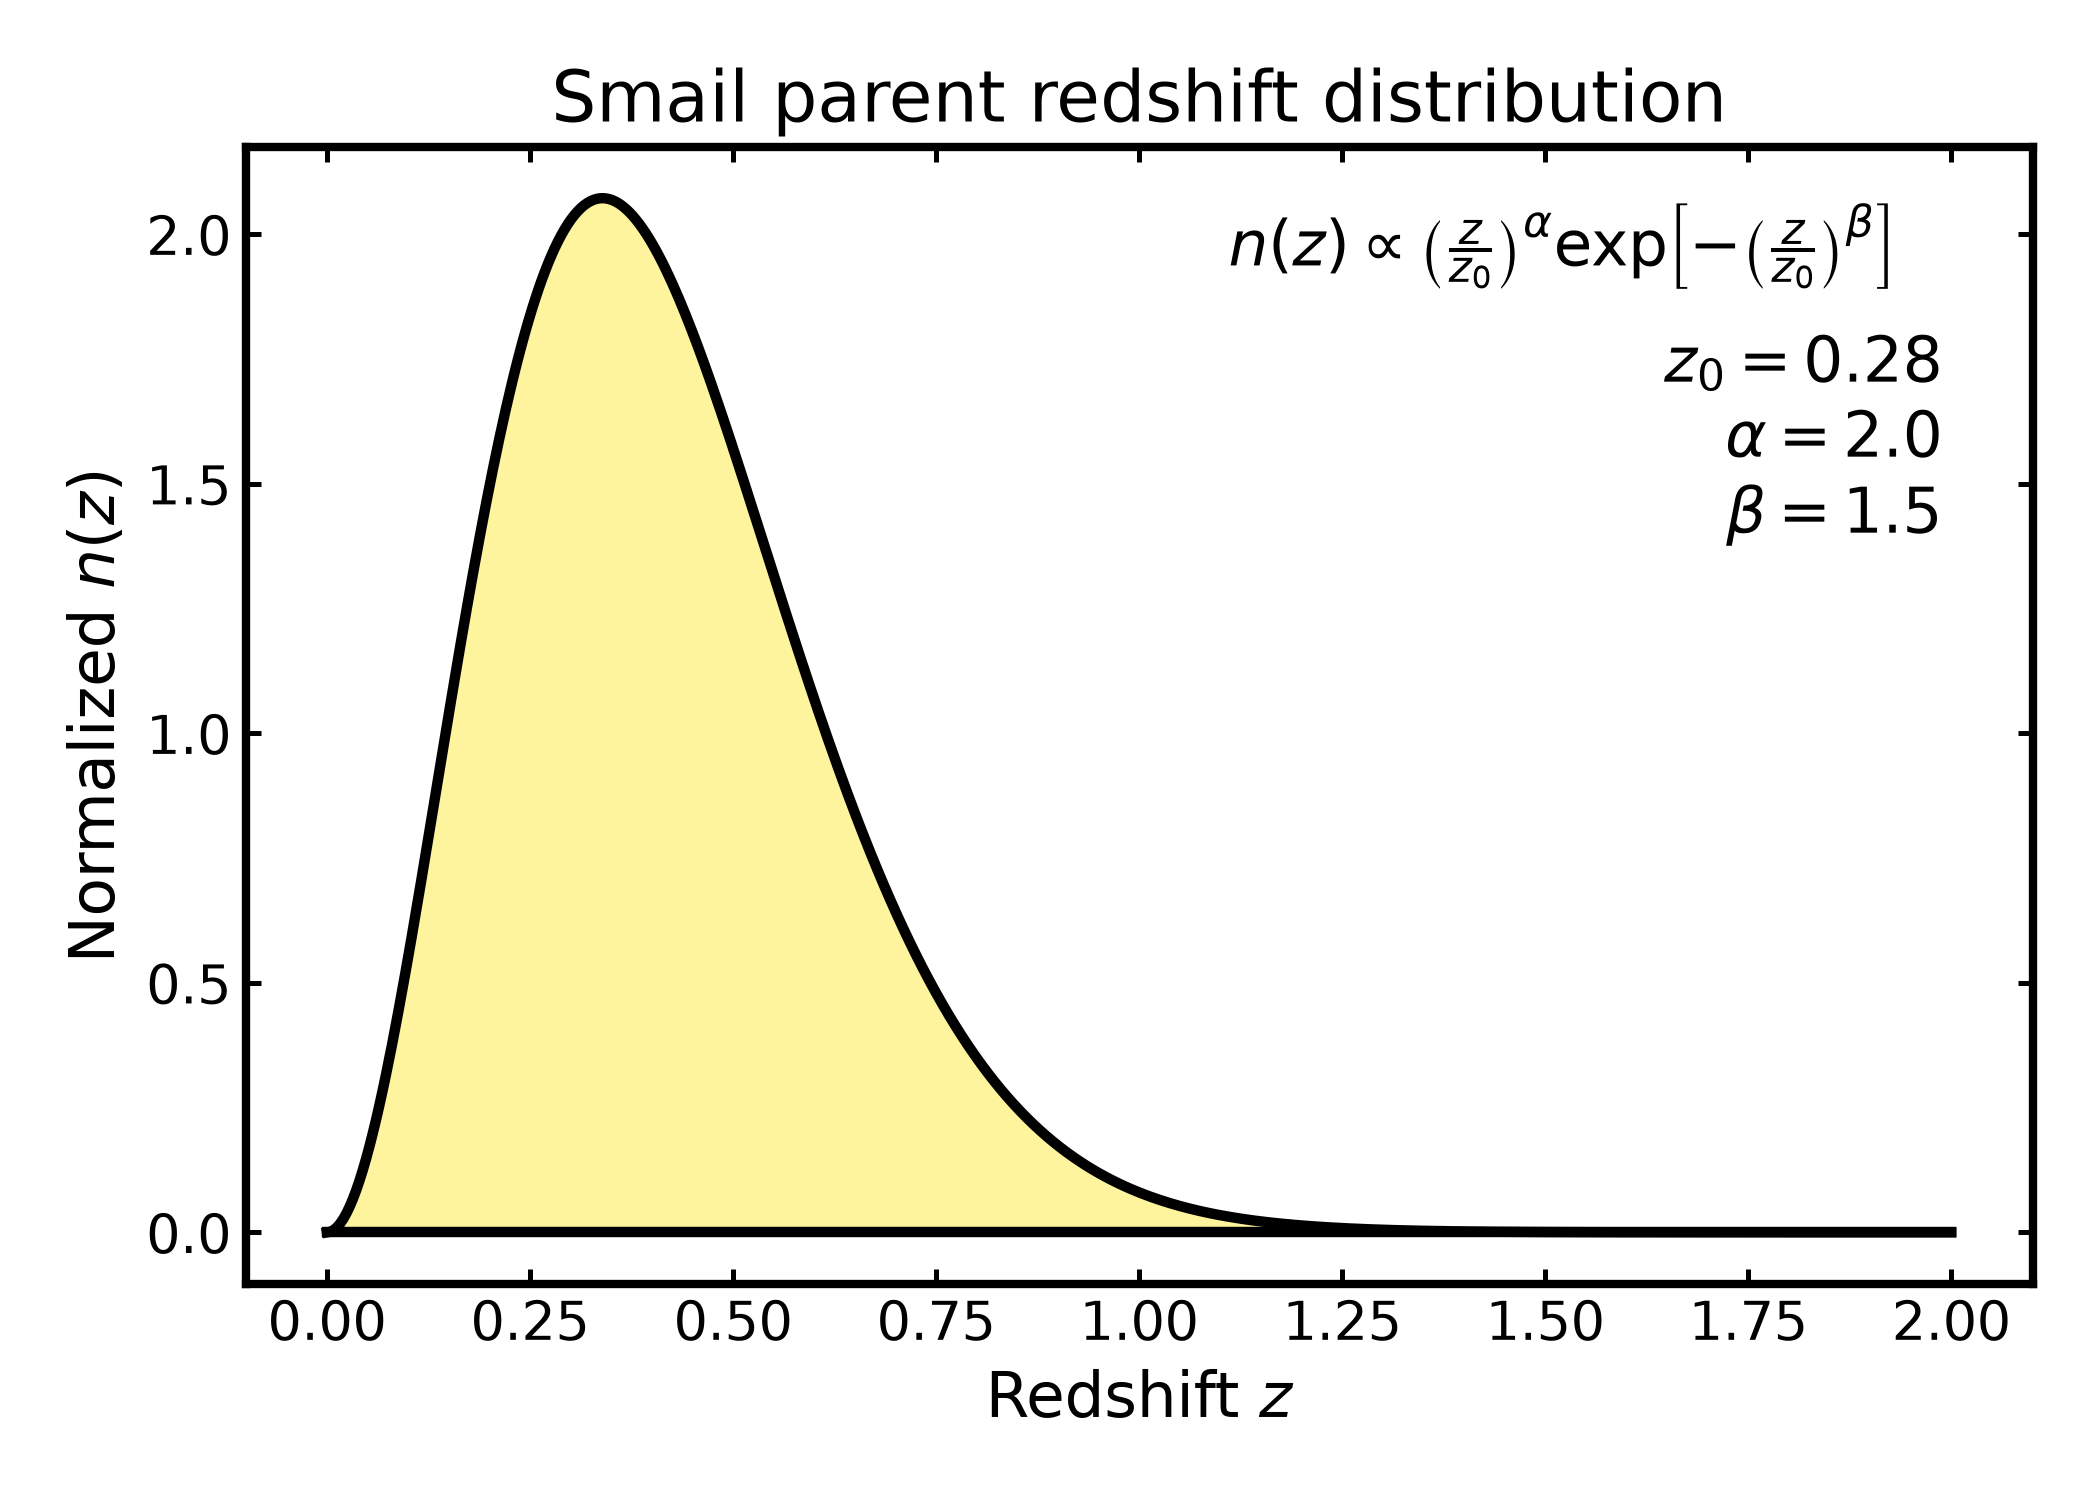 Smail parent redshift distribution
n(z) ∝ (z/z₀)^α exp[−(z/z₀)^β]
z₀ = 0.28
α = 2.0
β = 1.5
Normalized n(z)
2.0
1.5
1.0
0.5
0.0
0.00 0.25 0.50 0.75 1.00 1.25 1.50 1.75 2.00
Redshift z